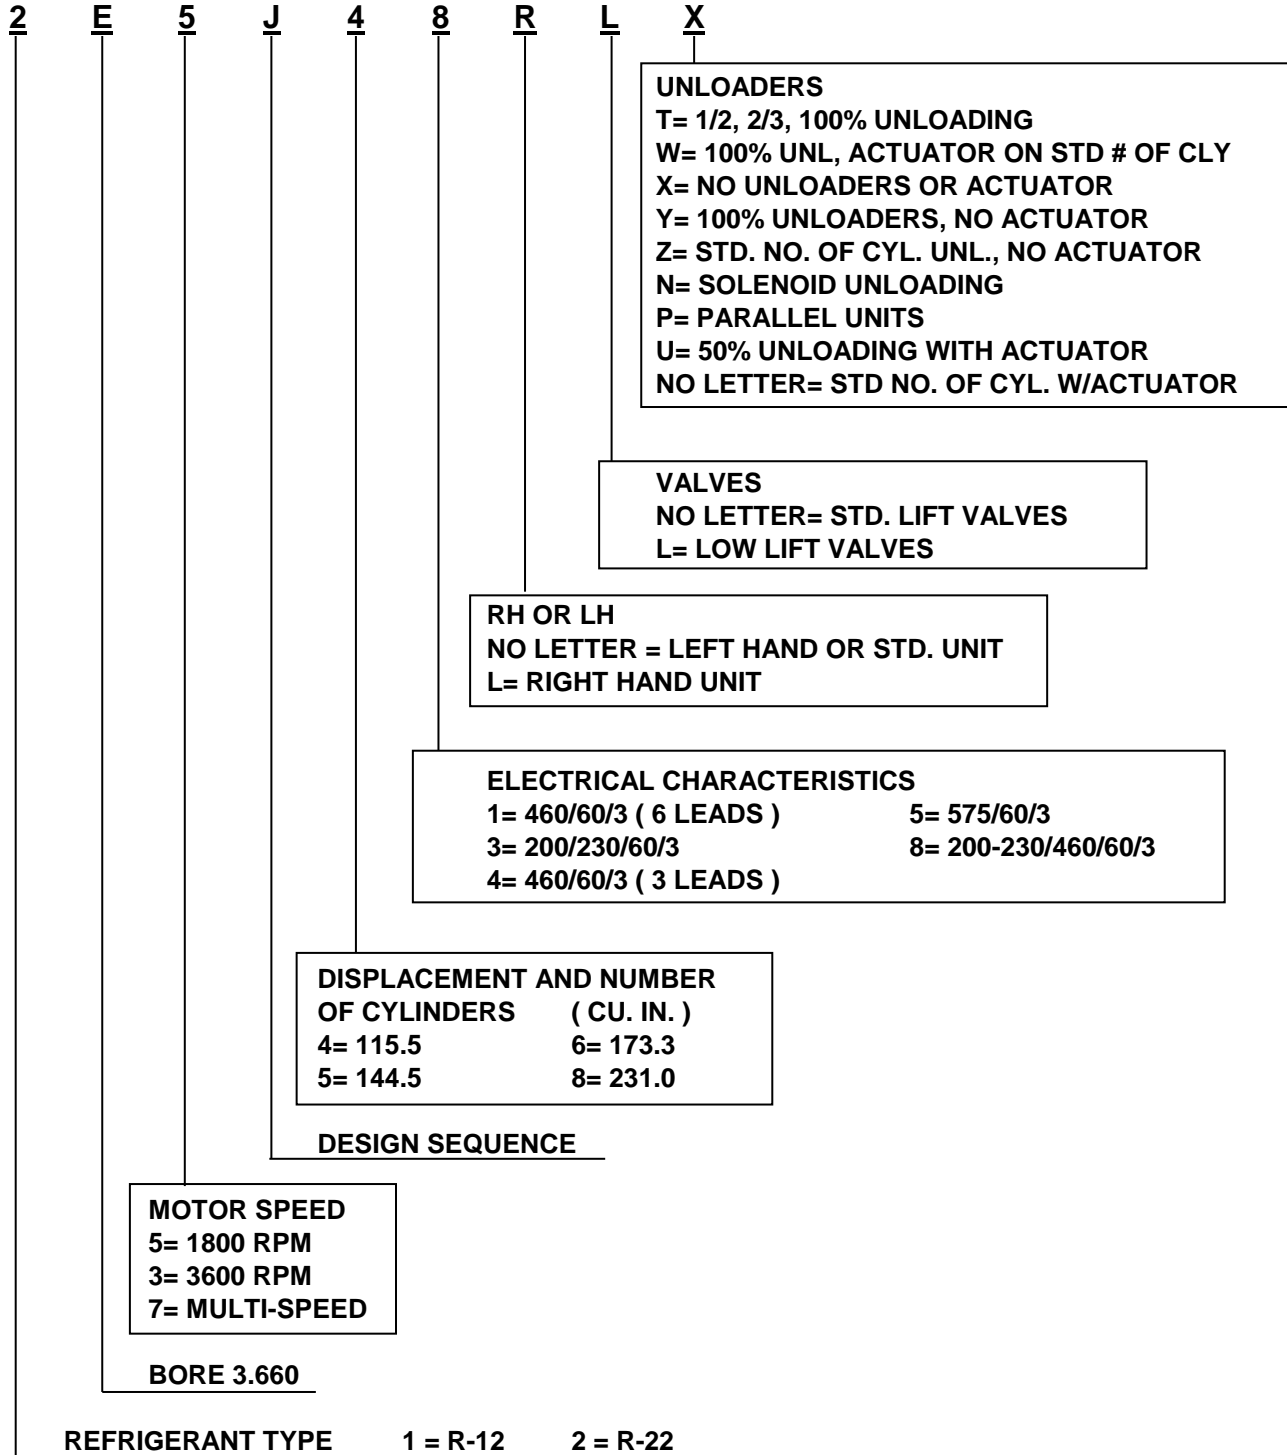 2 E 5 J 4 8 R L X
UNLOADERS
T= 1/2, 2/3, 100% UNLOADING
W= 100% UNL, ACTUATOR ON STD # OF CLY
X= NO UNLOADERS OR ACTUATOR
Y= 100% UNLOADERS, NO ACTUATOR
Z= STD. NO. OF CYL. UNL., NO ACTUATOR
N= SOLENOID UNLOADING
P= PARALLEL UNITS
U= 50% UNLOADING WITH ACTUATOR
NO LETTER= STD NO. OF CYL. W/ACTUATOR
VALVES
NO LETTER= STD. LIFT VALVES
L= LOW LIFT VALVES
RH OR LH
NO LETTER = LEFT HAND OR STD. UNIT
L= RIGHT HAND UNIT
ELECTRICAL CHARACTERISTICS
1= 460/60/3 ( 6 LEADS ) 5= 575/60/3
3= 200/230/60/3 8= 200-230/460/60/3
4= 460/60/3 ( 3 LEADS )
DISPLACEMENT AND NUMBER
OF CYLINDERS ( CU. IN. )
4= 115.5 6= 173.3
5= 144.5 8= 231.0
DESIGN SEQUENCE
MOTOR SPEED
5= 1800 RPM
3= 3600 RPM
7= MULTI-SPEED
BORE 3.660
REFRIGERANT TYPE 1 = R-12 2 = R-22